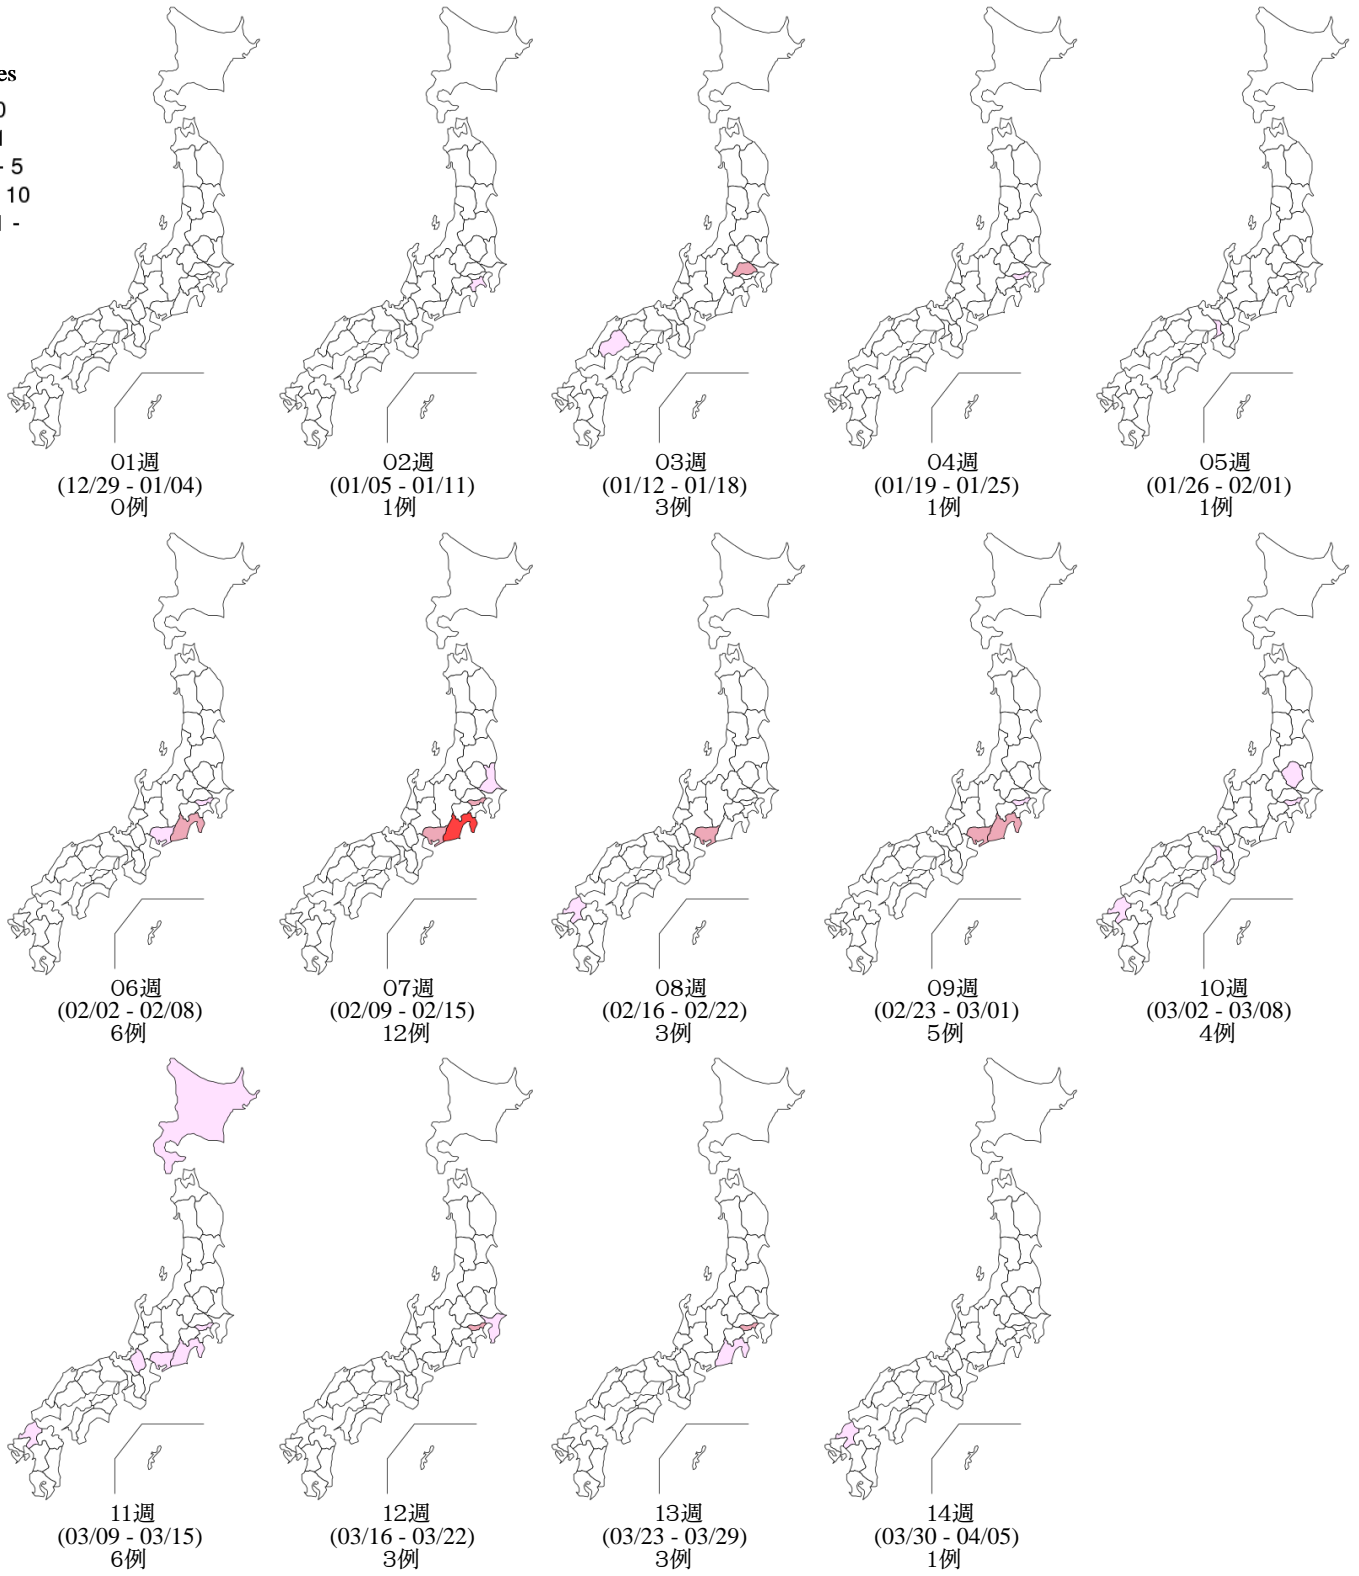 es
0
1
- 5
10
1 -
01週
(12/29 - 01/04)
0例
02週
(01/05 - 01/11)
1例
03週
(01/12 - 01/18)
3例
04週
(01/19 - 01/25)
1例
05週
(01/26 - 02/01)
1例
06週
(02/02 - 02/08)
6例
07週
(02/09 - 02/15)
12例
08週
(02/16 - 02/22)
3例
09週
(02/23 - 03/01)
5例
10週
(03/02 - 03/08)
4例
11週
(03/09 - 03/15)
6例
12週
(03/16 - 03/22)
3例
13週
(03/23 - 03/29)
3例
14週
(03/30 - 04/05)
1例